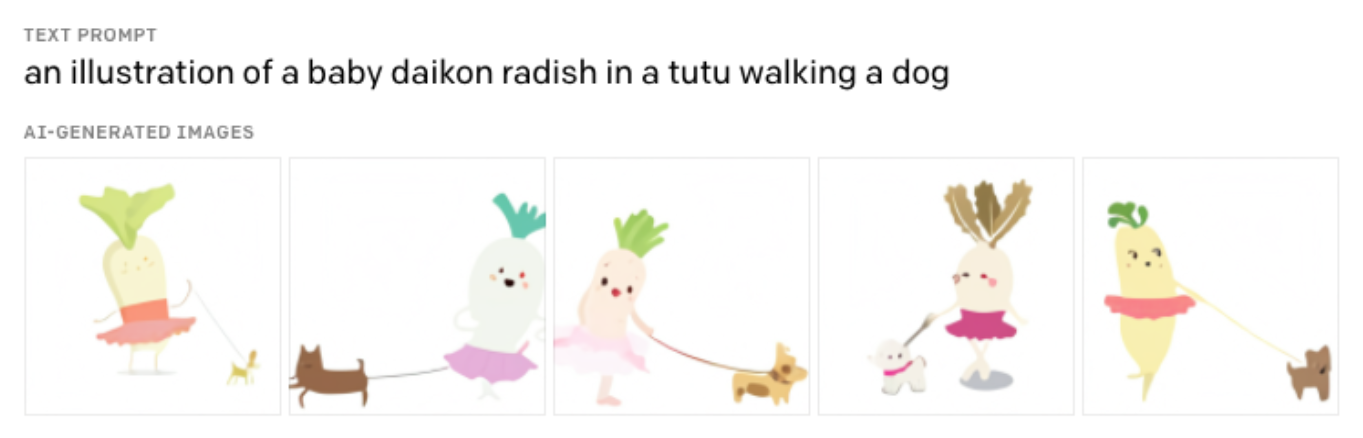 TEXT PROMPT
an illustration of a baby daikon radish in a tutu walking a dog
AI-GENERATED IMAGES